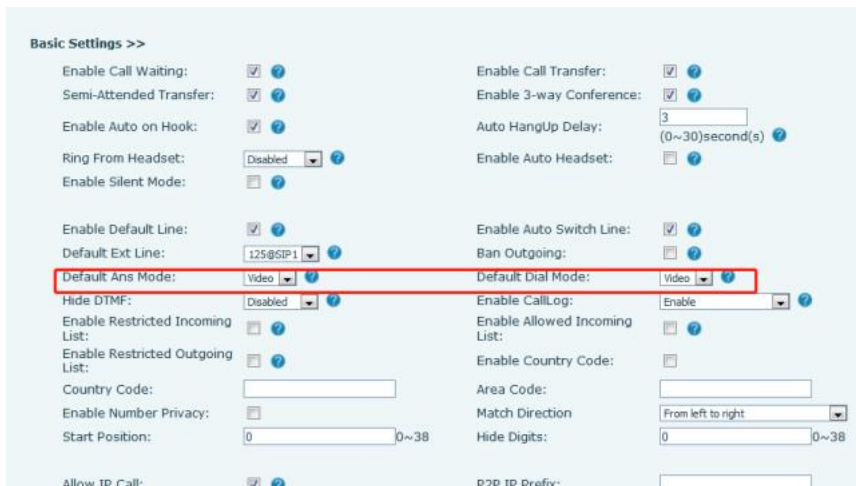 Basic Settings >>
Enable Call Waiting: Enable Call Transfer:
Semi-Attended Transfer: Enable 3-way Conference:
Enable Auto on Hook: Auto HangUp Delay: 3
(0~30)second(s)
Ring From Headset: Disabled Enable Auto Headset:
Enable Silent Mode:
Enable Default Line: Enable Auto Switch Line:
Default Ext Line: 125@SIP1 Ban Outgoing:
Default Ans Mode: Video Default Dial Mode: Video
Hide DTMF: Disabled Enable CallLog: Enable
Enable Restricted Incoming List: Enable Allowed Incoming List:
Enable Restricted Outgoing List: Enable Country Code:
Country Code: Area Code:
Enable Number Privacy: Match Direction From left to right
Start Position: 0 0~38 Hide Digits: 0 0~38
Allow IP Call: P2P IP Prefix: